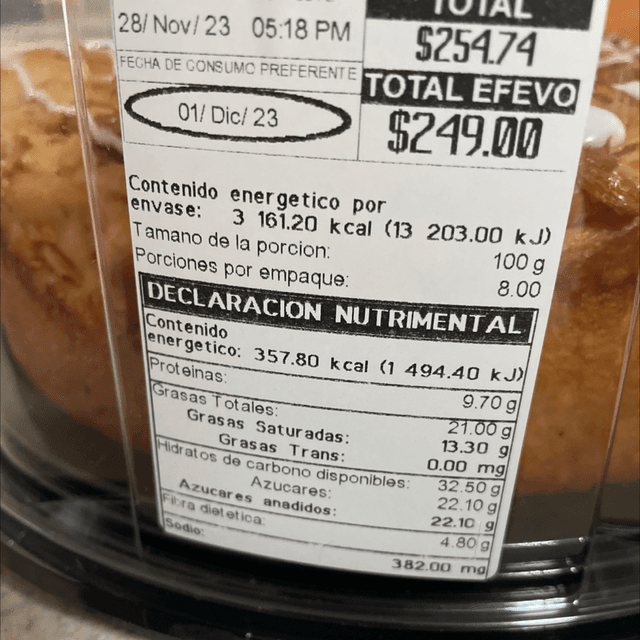 TOTAL
28/ Nov/ 23 05:18 PM
$254.74
FECHA DE CONSUMO PREFERENTE
TOTAL EFEVO
01/ Dic/ 23
$249.00
Contenido energetico por
envase: 3 161.20 kcal (13 203.00 kJ)
Tamano de la porcion: 100 g
Porciones por empaque: 8.00
DECLARACION NUTRIMENTAL
Contenido
energetico: 357.80 kcal (1 494.40 kJ)
Proteinas: 9.70 g
Grasas Totales: 21.00 g
Grasas Saturadas: 13.30 g
Grasas Trans: 0.00 mg
Hidratos de carbono disponibles: 32.50 g
Azucares: 22.10 g
Azucares anadidos: 22.10 g
Fibra dietetica: 4.80 g
Sodio: 382.00 mg